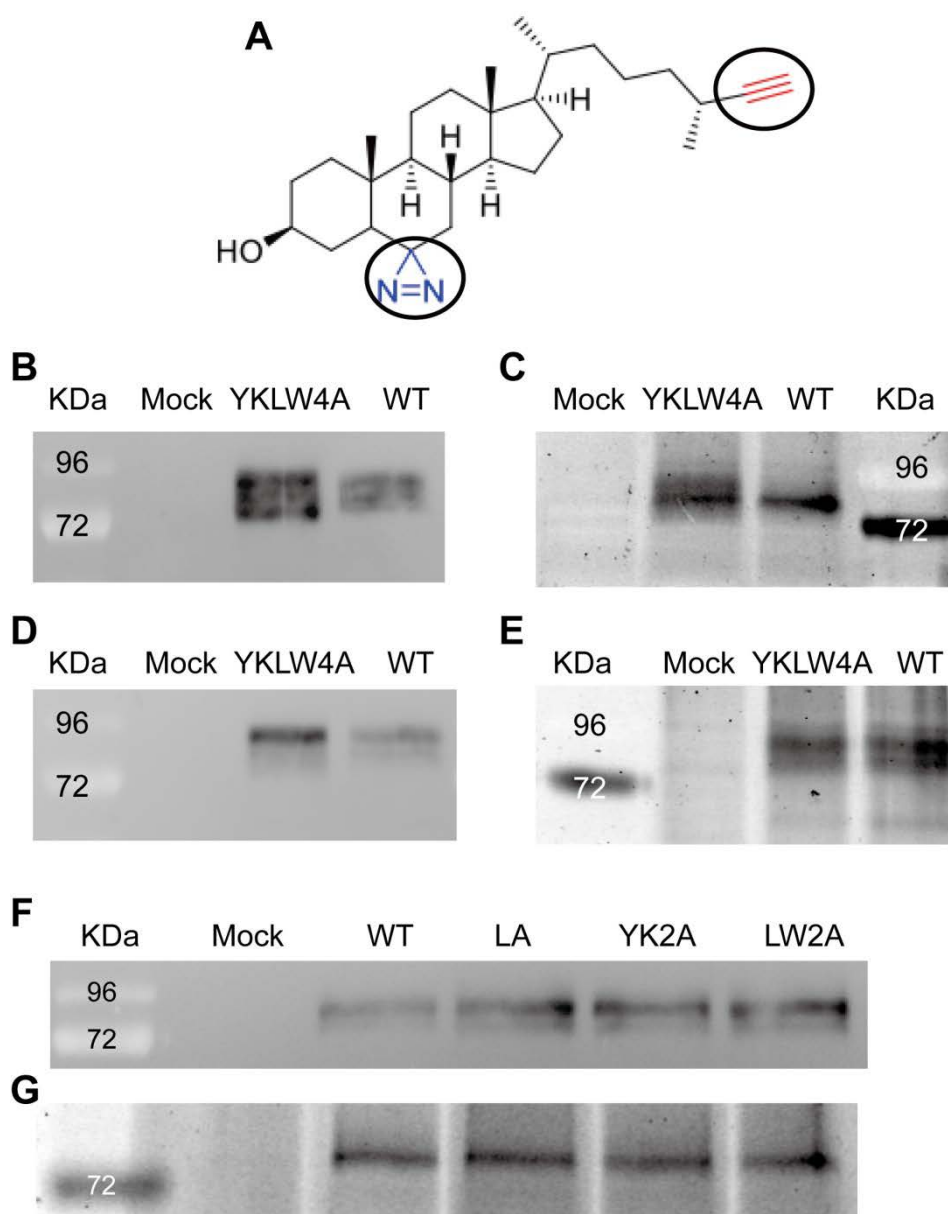 A
H
H
H
H
HO
N=N
B
KDa Mock YKLW4A WT
96
72
C
Mock YKLW4A WT KDa
96
72
D
KDa Mock YKLW4A WT
96
72
E
KDa Mock YKLW4A WT
96
72
F
KDa Mock WT LA YK2A LW2A
96
72
G
72